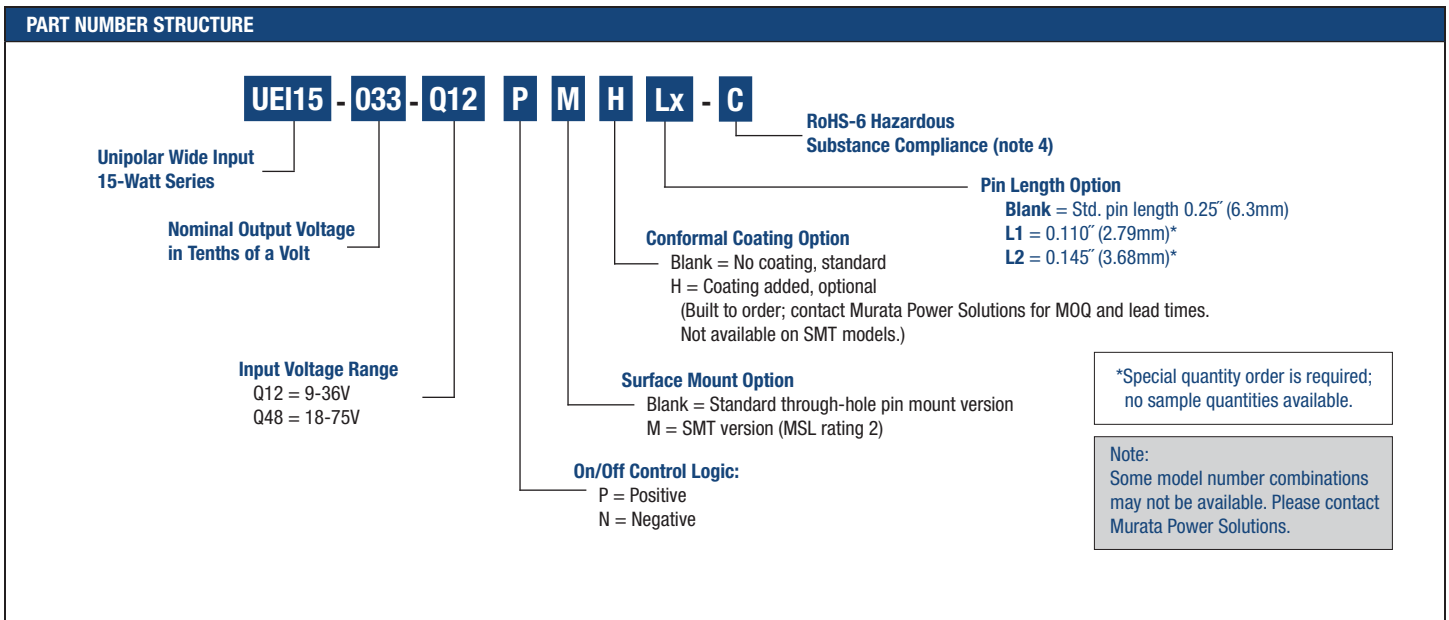 PART NUMBER STRUCTURE
UEI15 - 033 - Q12 P M H Lx - C
RoHS-6 Hazardous
Substance Compliance (note 4)
Unipolar Wide Input
15-Watt Series
Pin Length Option
Blank = Std. pin length 0.25˝ (6.3mm)
L1 = 0.110˝ (2.79mm)*
L2 = 0.145˝ (3.68mm)*
Nominal Output Voltage
in Tenths of a Volt
Conformal Coating Option
Blank = No coating, standard
H = Coating added, optional
(Built to order; contact Murata Power Solutions for MOQ and lead times.
Not available on SMT models.)
Input Voltage Range
Q12 = 9-36V
Q48 = 18-75V
Surface Mount Option
Blank = Standard through-hole pin mount version
M = SMT version (MSL rating 2)
*Special quantity order is required;
no sample quantities available.
On/Off Control Logic:
P = Positive
N = Negative
Note:
Some model number combinations
may not be available. Please contact
Murata Power Solutions.